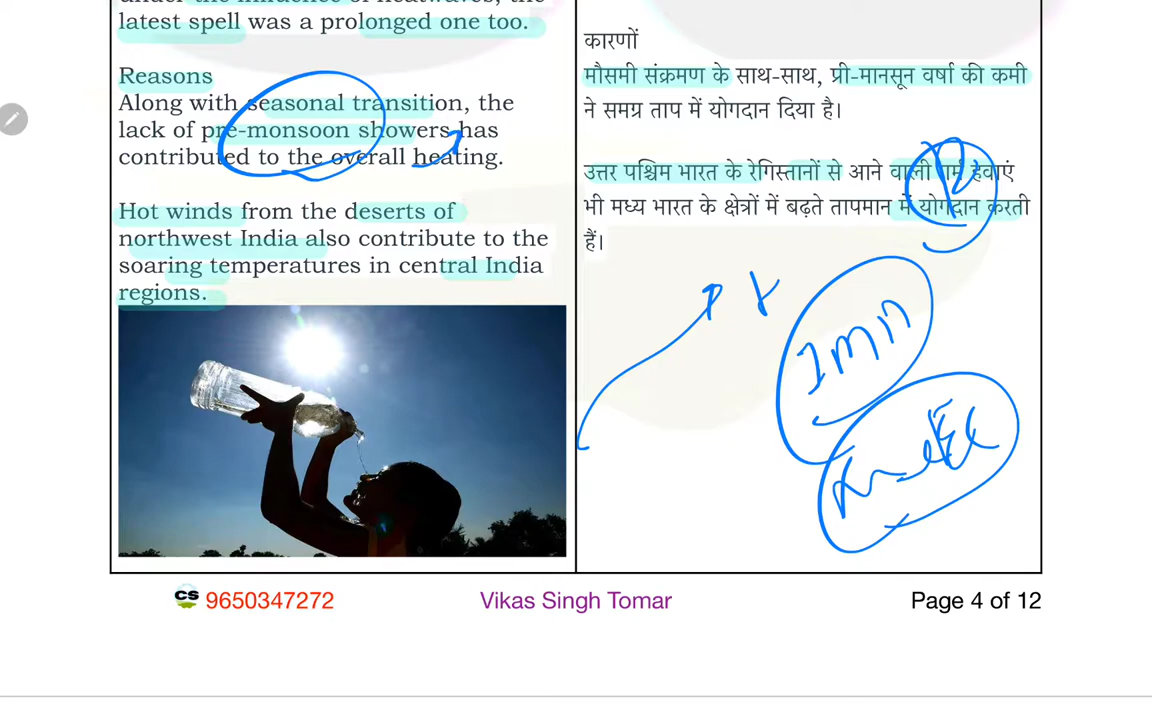 latest spell was a prolonged one too.
Reasons
Along with seasonal transition, the
lack of pre-monsoon showers has
contributed to the overall heating.
Hot winds from the deserts of
northwest India also contribute to the
soaring temperatures in central India
regions.
कारणों
मौसमी संक्रमण के साथ-साथ, प्री-मानसून वर्षा की कमी
ने समग्र ताप में योगदान दिया है।
उत्तर पश्चिम भारत के रेगिस्तानों से आने वाली गर्म हवाएं
भी मध्य भारत के क्षेत्रों में बढ़ते तापमान में योगदान करती
हैं।
CS 9650347272
Vikas Singh Tomar
Page 4 of 12